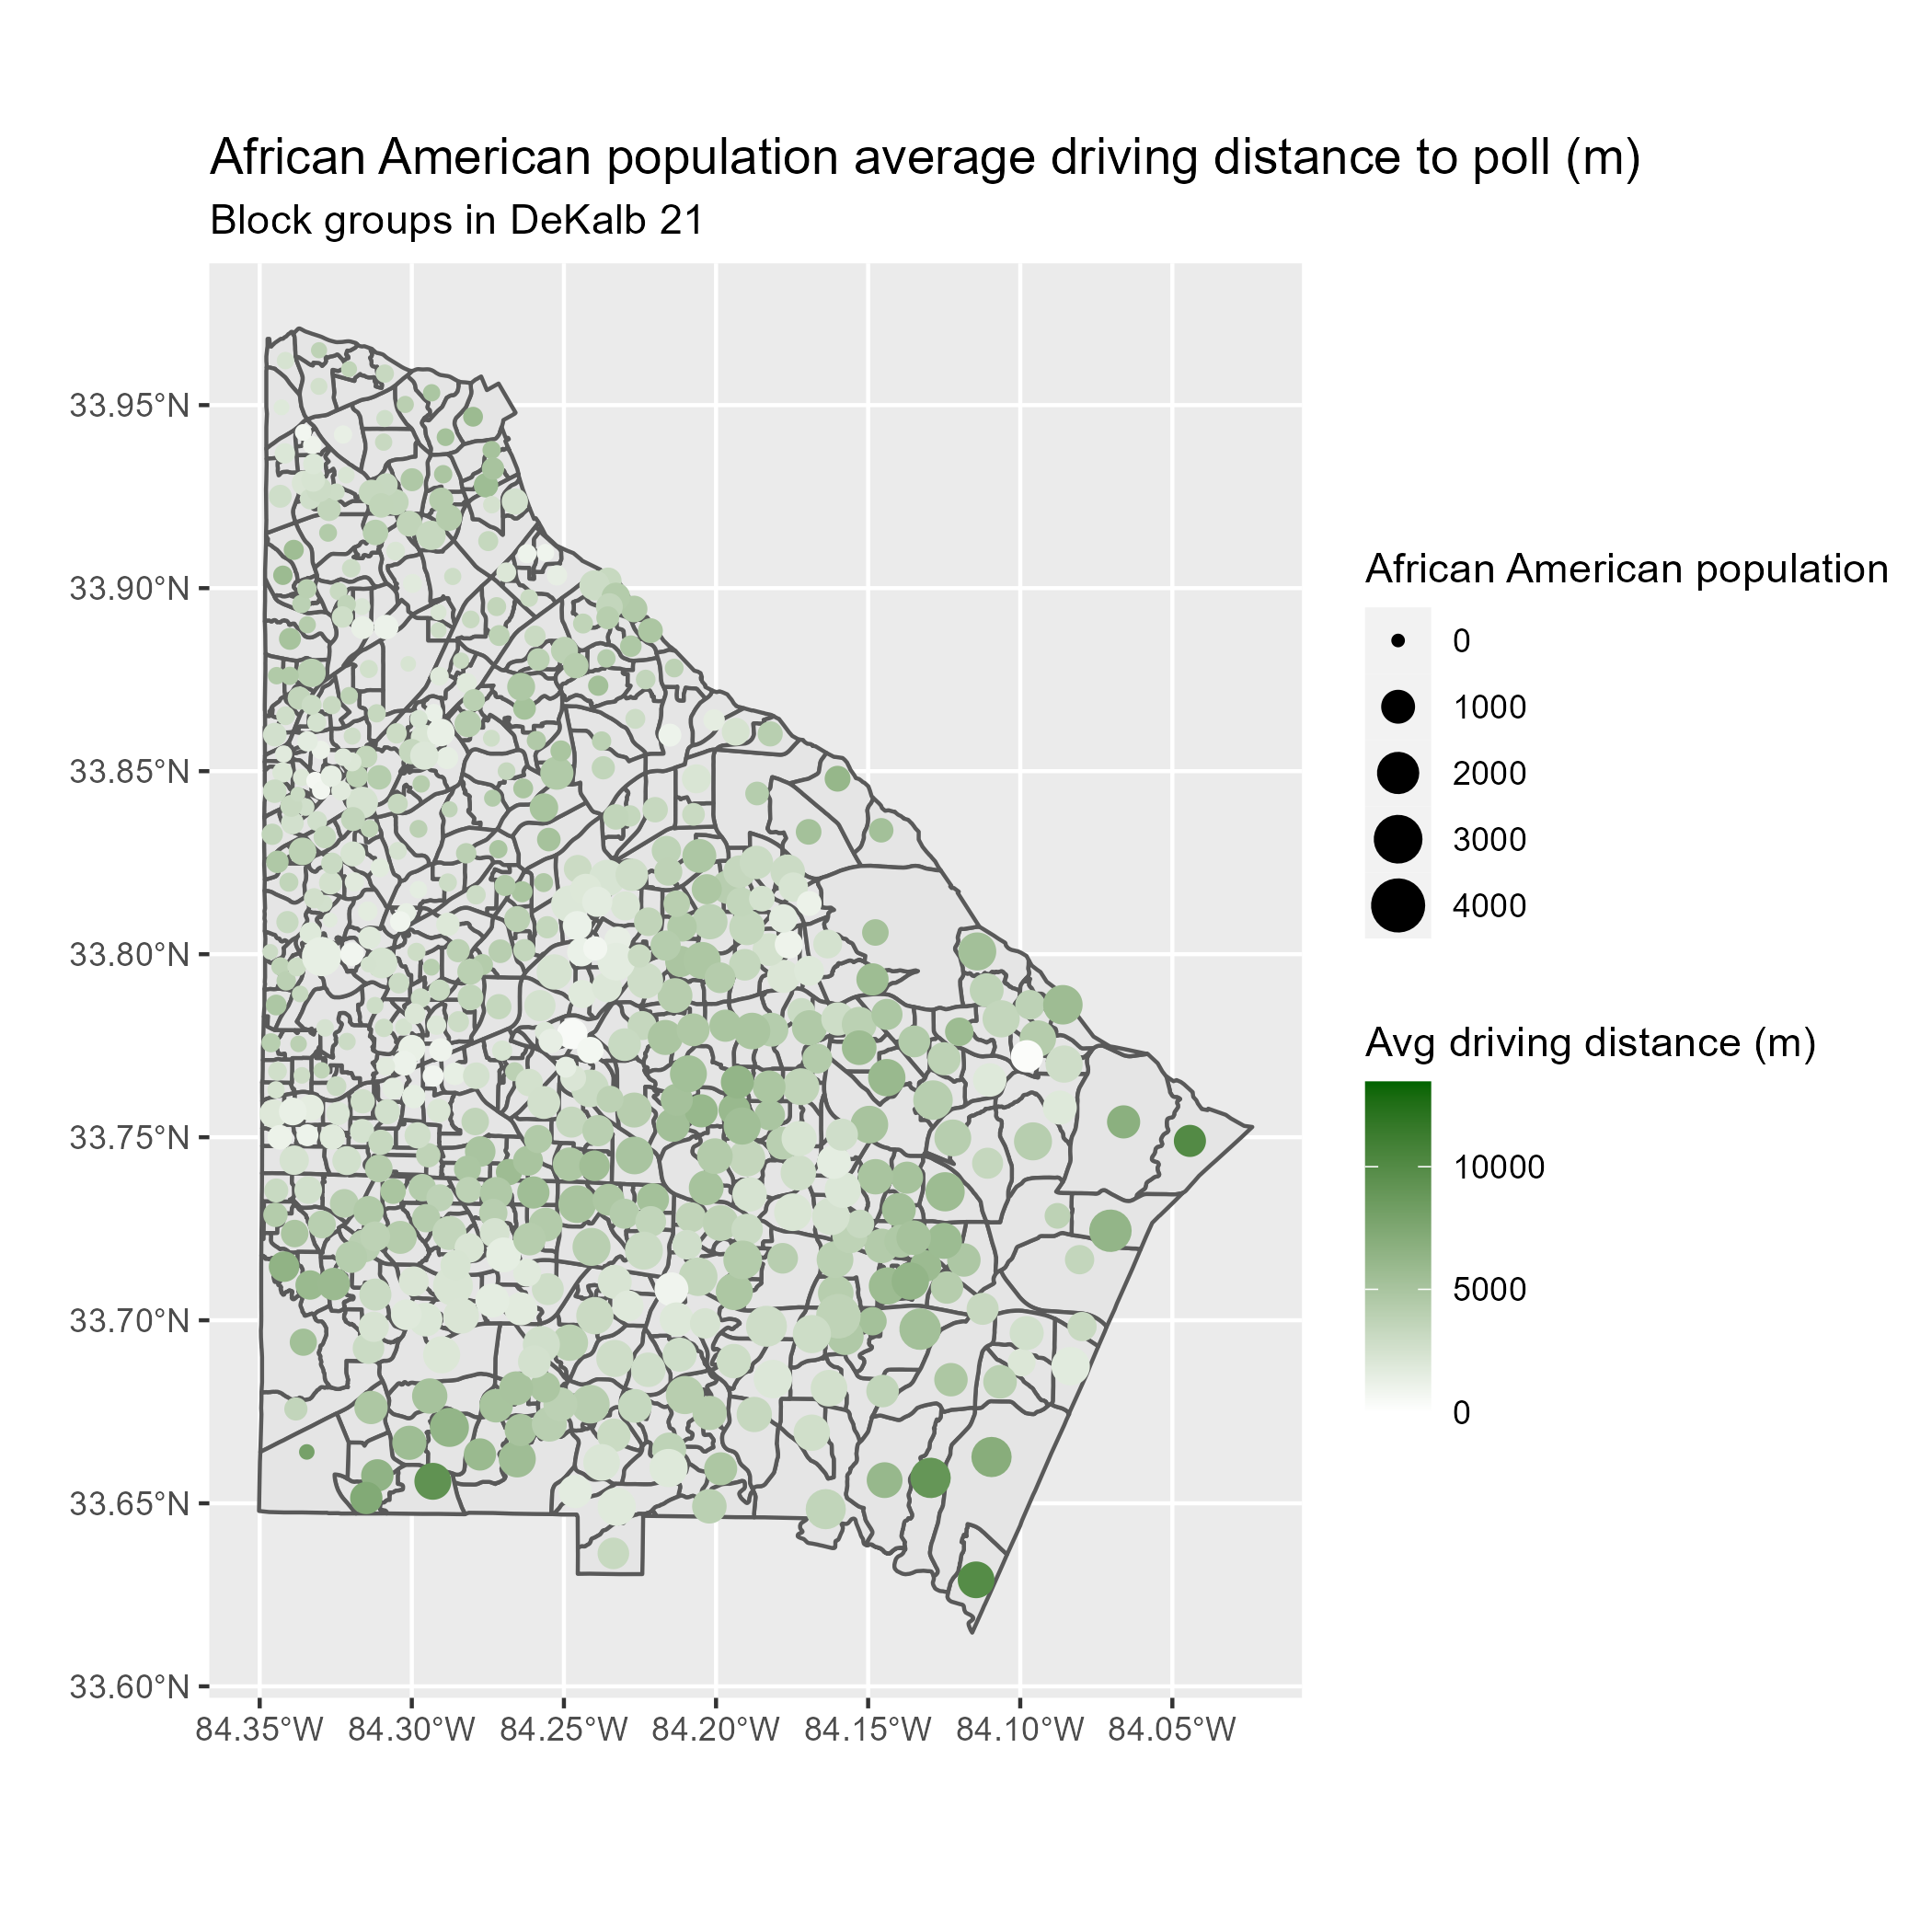 African American population average driving distance to poll (m)
Block groups in DeKalb 21
33.95°N
33.90°N
33.85°N
33.80°N
33.75°N
33.70°N
33.65°N
33.60°N
84.35°W 84.30°W 84.25°W 84.20°W 84.15°W 84.10°W 84.05°W
African American population
0
1000
2000
3000
4000
Avg driving distance (m)
10000
5000
0